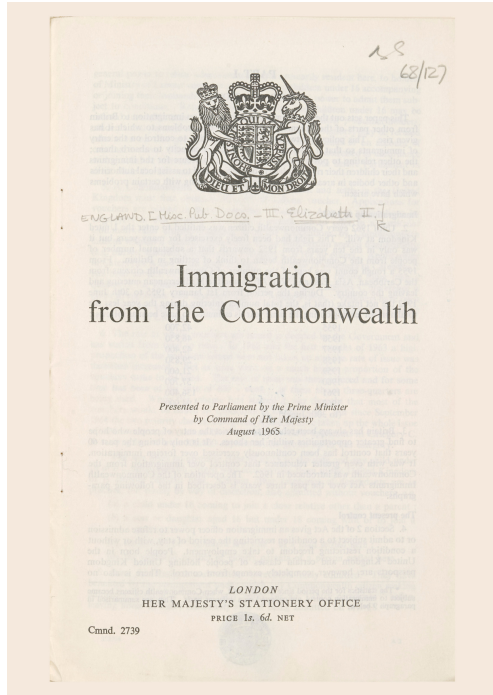 68/127
DIEU ET MON DROIT
ENGLAND. [Misc. Pub Docs. – III. Elizabeth II.]
Immigration
from the Commonwealth
Presented to Parliament by the Prime Minister
by Command of Her Majesty
August 1965
LONDON
HER MAJESTY'S STATIONERY OFFICE
PRICE 1s. 6d. NET
Cmnd. 2739